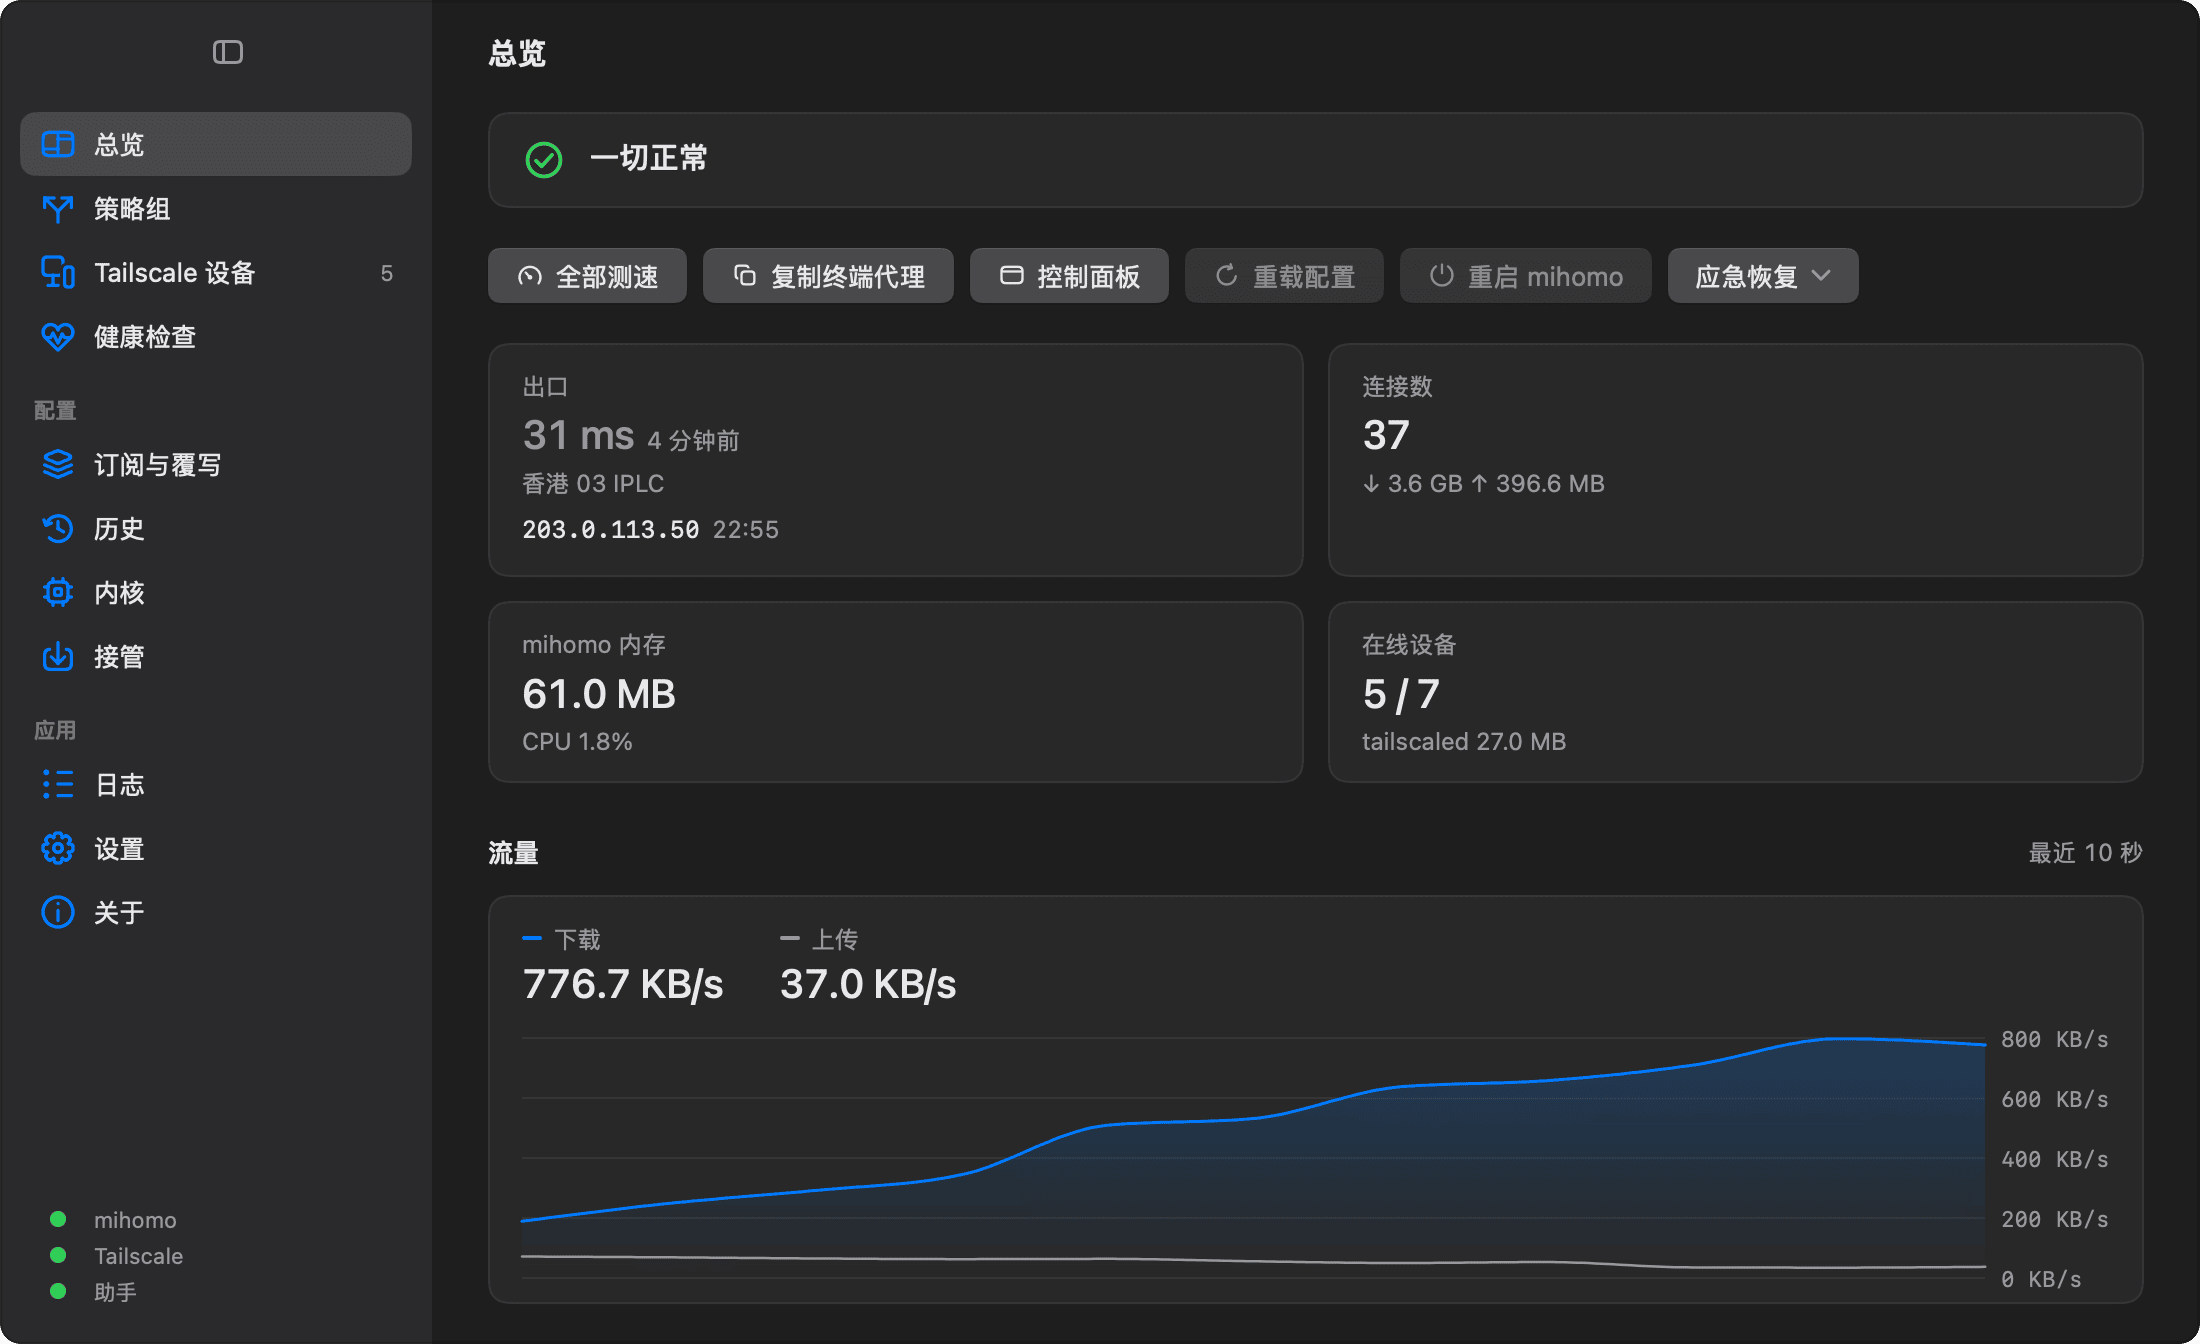 总览
策略组
Tailscale 设备 5
健康检查
配置
订阅与覆写
历史
内核
接管
应用
日志
设置
关于
mihomo
Tailscale
助手
总览
一切正常
全部测速 复制终端代理 控制面板 重载配置 重启 mihomo 应急恢复
出口
31 ms 4 分钟前
香港 03 IPLC
203.0.113.50 22:55
连接数
37
↓ 3.6 GB ↑ 396.6 MB
mihomo 内存
61.0 MB
CPU 1.8%
在线设备
5 / 7
tailscaled 27.0 MB
流量 最近 10 秒
下载 上传
776.7 KB/s 37.0 KB/s
800 KB/s
600 KB/s
400 KB/s
200 KB/s
0 KB/s